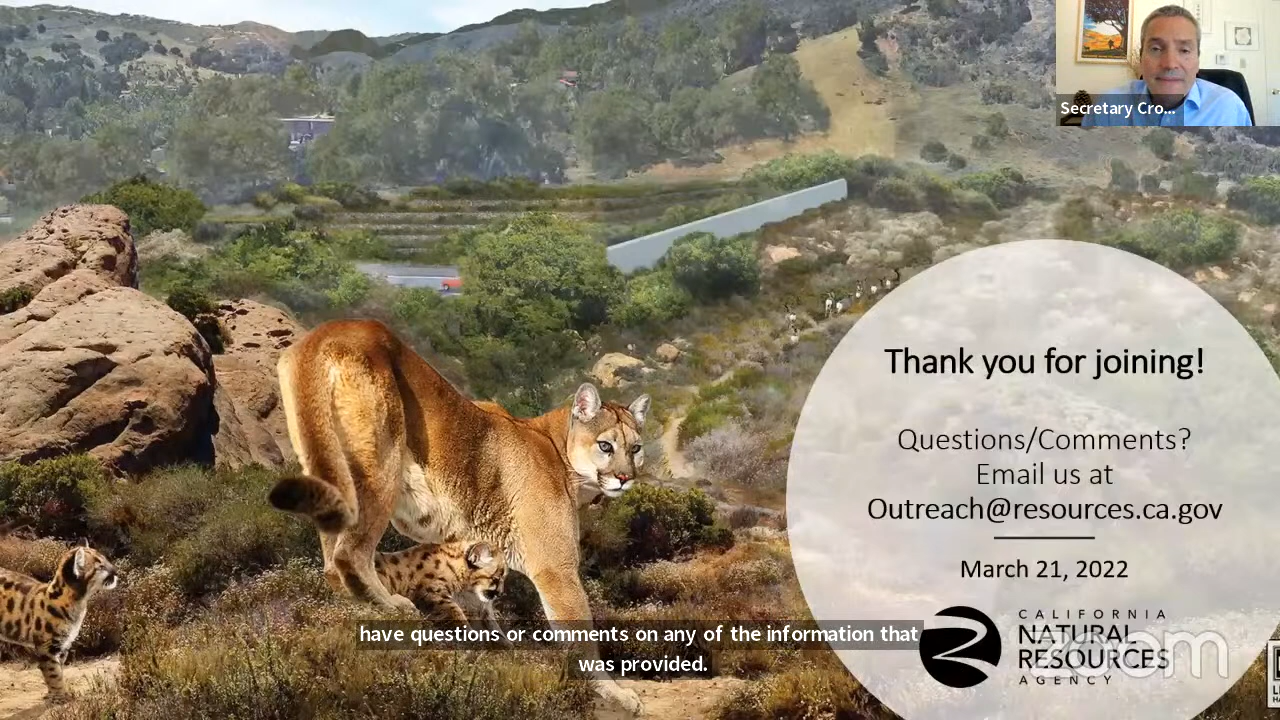 Secretary Cro...
Thank you for joining!
Questions/Comments?
Email us at
Outreach@resources.ca.gov
March 21, 2022
CALIFORNIA
NATURAL
RESOURCES
AGENCY
zoom
have questions or comments on any of the information that
was provided.